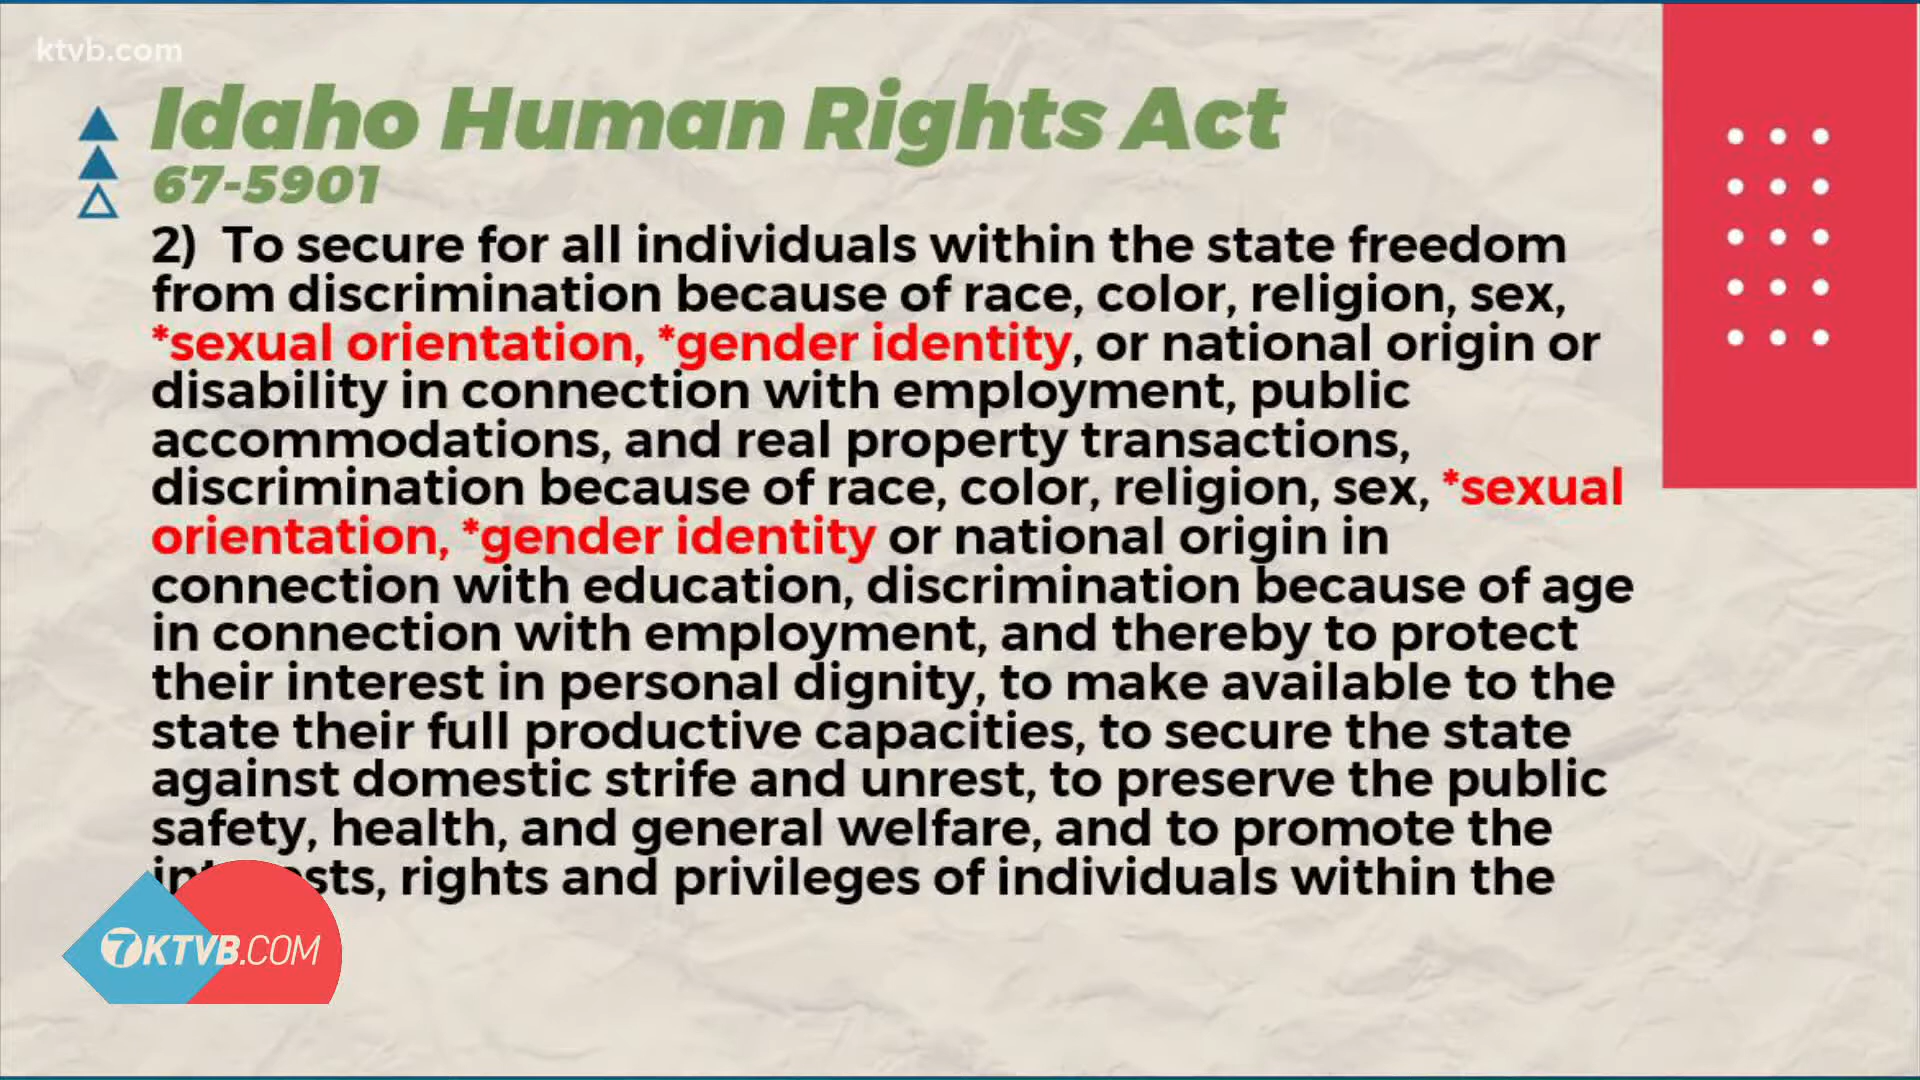 ktvb.com
Idaho Human Rights Act
67-5901
2) To secure for all individuals within the state freedom
from discrimination because of race, color, religion, sex,
*sexual orientation, *gender identity, or national origin or
disability in connection with employment, public
accommodations, and real property transactions,
discrimination because of race, color, religion, sex, *sexual
orientation, *gender identity or national origin in
connection with education, discrimination because of age
in connection with employment, and thereby to protect
their interest in personal dignity, to make available to the
state their full productive capacities, to secure the state
against domestic strife and unrest, to preserve the public
safety, health, and general welfare, and to promote the
rights and privileges of individuals within the
7KTVB.COM